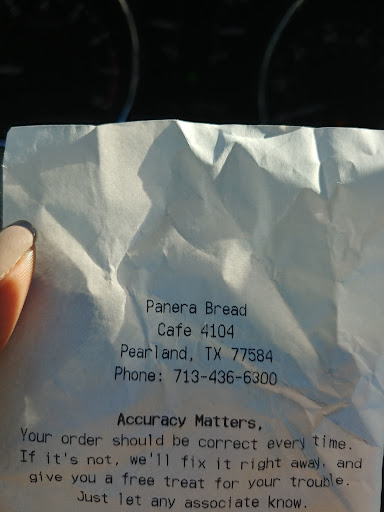 Panera Bread
Cafe 4104
Pearland, TX 77584
Phone: 713-436-6300
Accuracy Matters,
Your order should be correct every time.
If it's not, we'll fix it right away, and
give you a free treat for your trouble.
Just let any associate know.